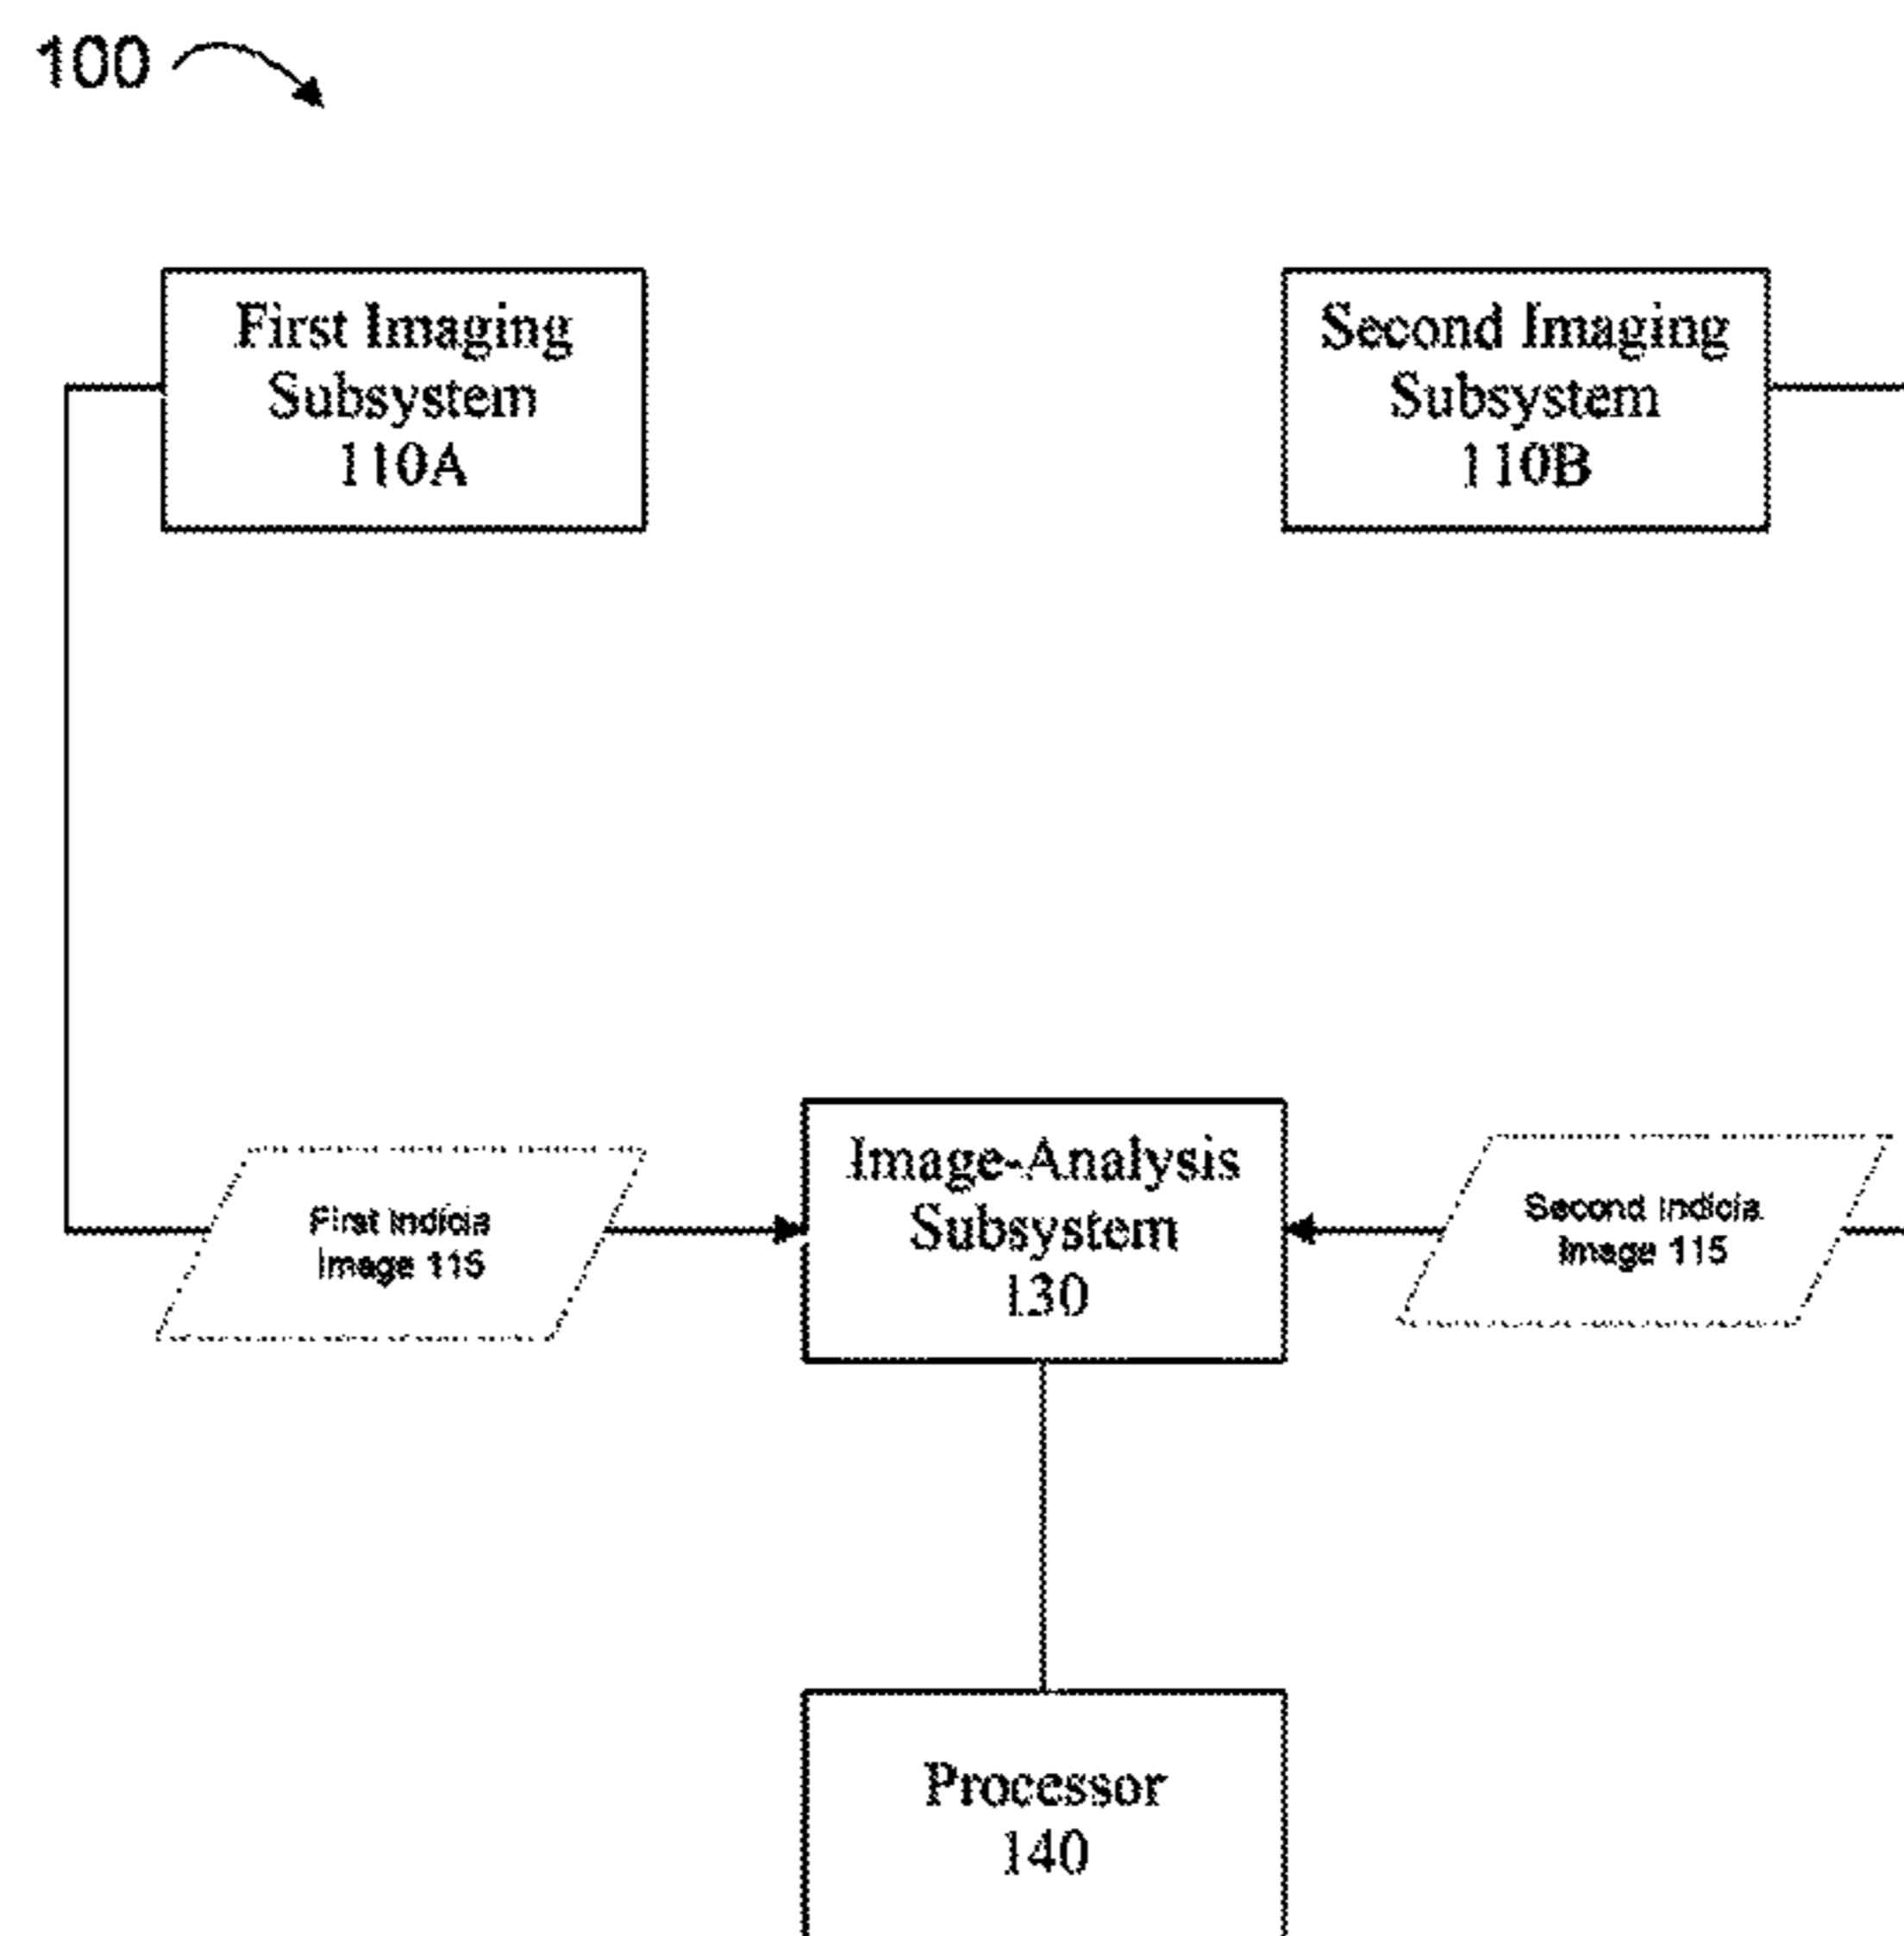 100
First Imaging
Subsystem
110A
Second Imaging
Subsystem
110B
First Indicia
Image 115
Image-Analysis
Subsystem
130
Second Indicia
Image 115
Processor
140